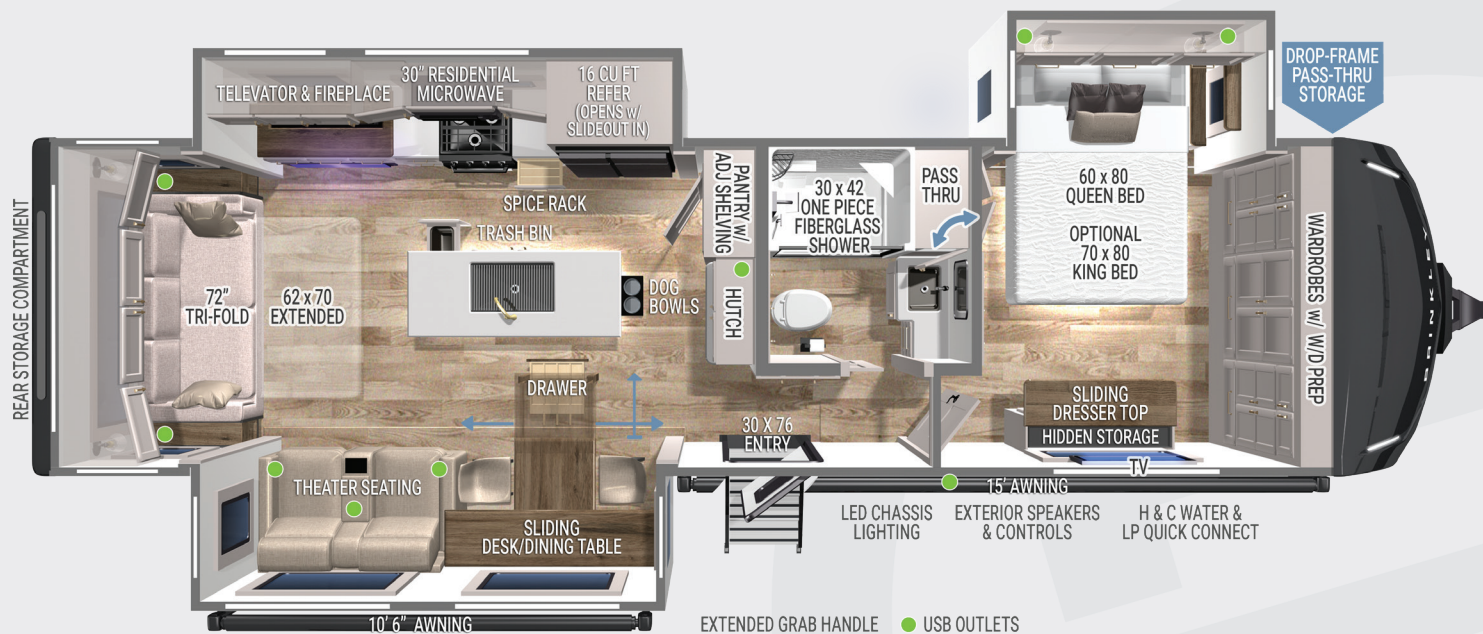 REAR STORAGE COMPARTMENT
TELEVATOR & FIREPLACE
30" RESIDENTIAL
MICROWAVE
16 CU FT
REFER
(OPENS w/
SLIDEOUT IN)
SPICE RACK
TRASH BIN
72"
TRI-FOLD
62 x 70
EXTENDED
DOG
BOWLS
PANTRY w/
ADJ SHELVING
HUTCH
30 x 42
ONE PIECE
FIBERGLASS
SHOWER
PASS
THRU
60 x 80
QUEEN BED
OPTIONAL
70 x 80
KING BED
DROP-FRAME
PASS-THRU
STORAGE
WARDROBES w/ W/D PREP
BRINKLEY
DRAWER
THEATER SEATING
SLIDING
DESK/DINING TABLE
30 X 76
ENTRY
SLIDING
DRESSER TOP
HIDDEN STORAGE
TV
15' AWNING
LED CHASSIS
LIGHTING
EXTERIOR SPEAKERS
& CONTROLS
H & C WATER &
LP QUICK CONNECT
10' 6" AWNING
EXTENDED GRAB HANDLE
USB OUTLETS